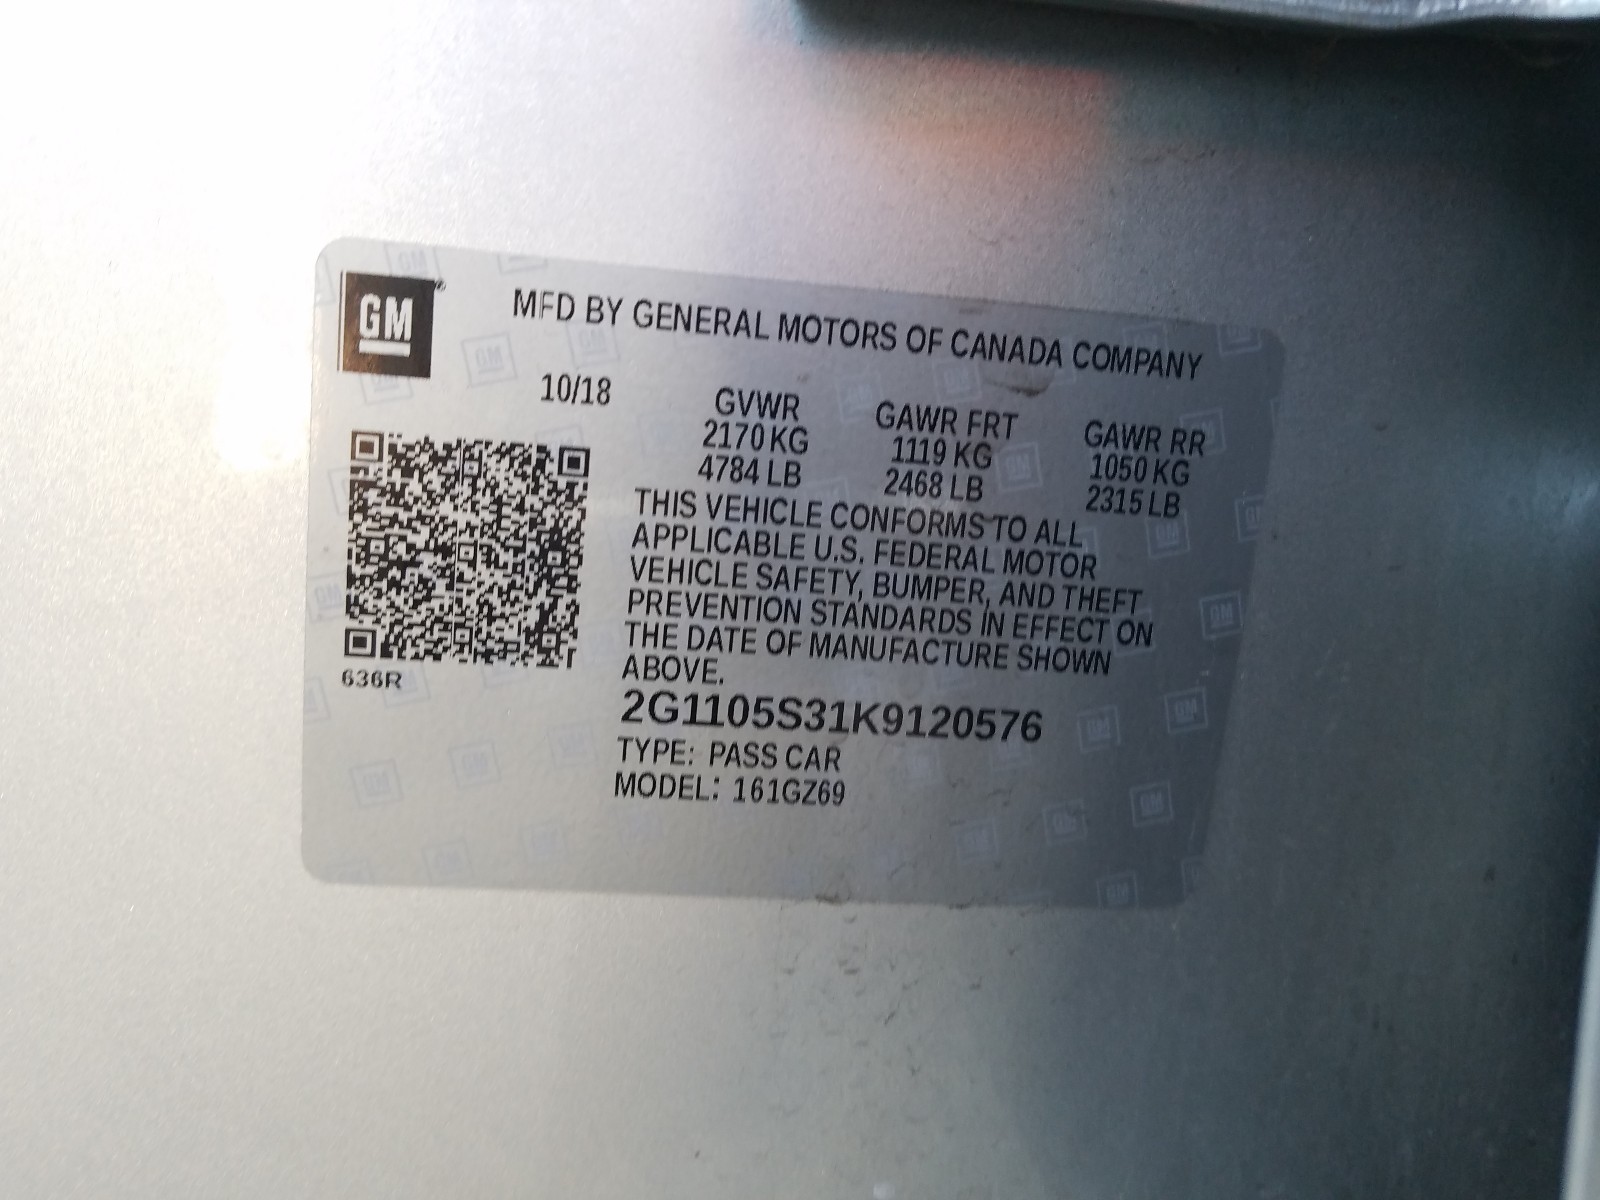 GM
MFD BY GENERAL MOTORS OF CANADA COMPANY
10/18
GVWR GAWR FRT GAWR RR
2170 KG 1119 KG 1050 KG
4784 LB 2468 LB 2315 LB
THIS VEHICLE CONFORMS TO ALL
APPLICABLE U.S. FEDERAL MOTOR
VEHICLE SAFETY, BUMPER, AND THEFT
PREVENTION STANDARDS IN EFFECT ON
THE DATE OF MANUFACTURE SHOWN
ABOVE.
636R
2G1105S31K9120576
TYPE: PASS CAR
MODEL: 161GZ69